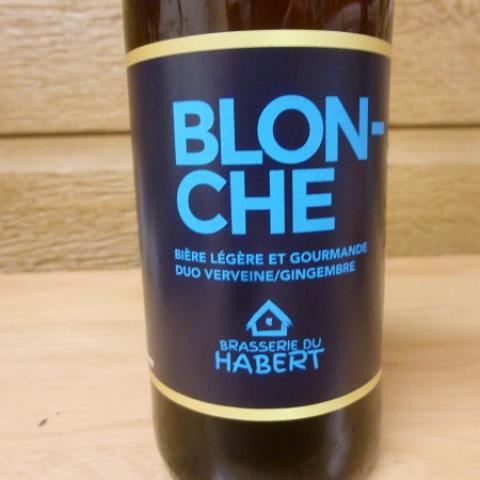 BLON-
CHE
BIÈRE LÉGÈRE ET GOURMANDE
DUO VERVEINE/GINGEMBRE
BRASSERIE DU
HABERT